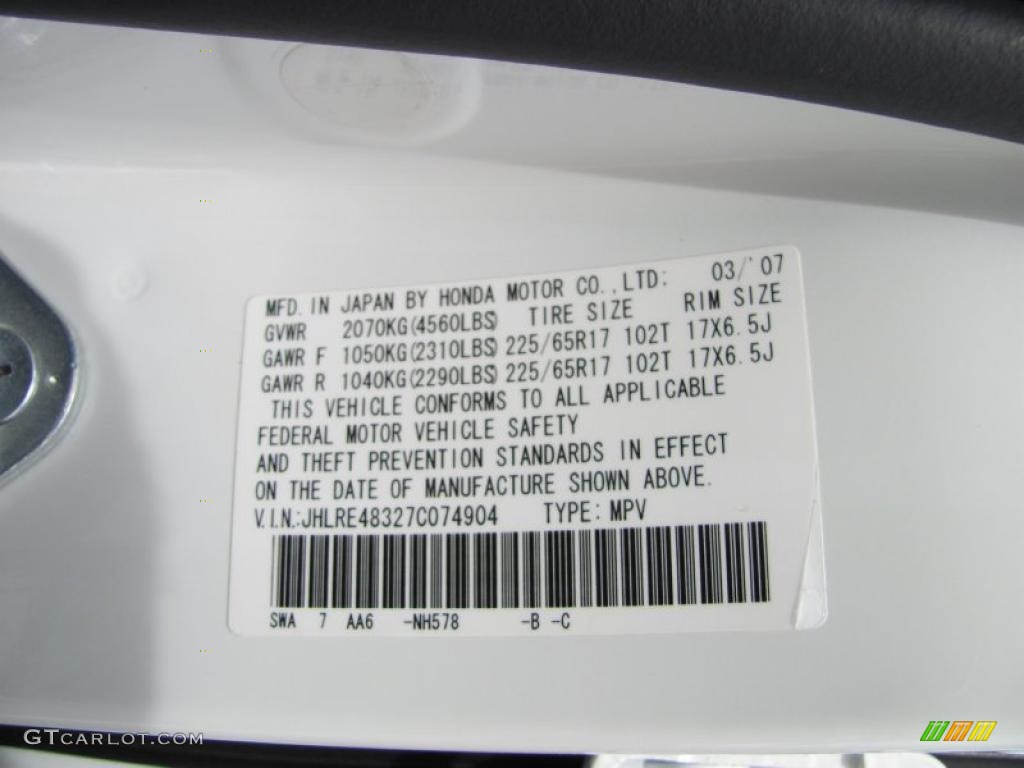 MFD. IN JAPAN BY HONDA MOTOR CO.,LTD: 03/'07
GVWR 2070KG(4560LBS) TIRE SIZE RIM SIZE
GAWR F 1050KG(2310LBS) 225/65R17 102T 17X6.5J
GAWR R 1040KG(2290LBS) 225/65R17 102T 17X6.5J
THIS VEHICLE CONFORMS TO ALL APPLICABLE
FEDERAL MOTOR VEHICLE SAFETY
AND THEFT PREVENTION STANDARDS IN EFFECT
ON THE DATE OF MANUFACTURE SHOWN ABOVE.
V.I.N.:JHLRE48327C074904 TYPE: MPV
SWA 7 AA6 -NH578 -B -C
GTCARLOT.COM